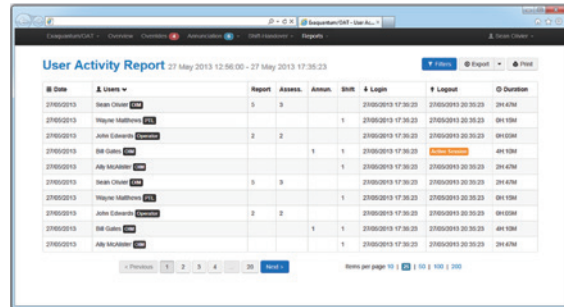 Exaquantum/OAT - User Ac...
Exaquantum/OAT Overview Overrides 4 Annunciation 4 Shift-Handover Reports Sean Olivier
User Activity Report 27 May 2013 12:56:00 - 27 May 2013 17:35:23 Filters Export Print
Date Users Report Assess. Annun. Shift Login Logout Duration
27/05/2013 Sean Olivier OIM 5 3 27/05/2013 17:35:23 27/05/2013 20:35:23 2H:47M
27/05/2013 Wayne Matthews PTL 1 27/05/2013 17:35:23 27/05/2013 20:35:23 0H:15M
27/05/2013 John Edwards Operator 2 2 27/05/2013 17:35:23 27/05/2013 20:35:23 0H:03M
27/05/2013 Bill Gates OIM 1 1 27/05/2013 17:35:23 Active Session 4H:10M
27/05/2013 Ally McAlister OIM 1 27/05/2013 17:35:23 27/05/2013 20:35:23 2H:47M
27/05/2013 Sean Olivier OIM 5 3 27/05/2013 17:35:23 27/05/2013 20:35:23 2H:47M
27/05/2013 Wayne Matthews PTL 1 27/05/2013 17:35:23 27/05/2013 20:35:23 0H:15M
27/05/2013 John Edwards Operator 2 2 27/05/2013 17:35:23 27/05/2013 20:35:23 0H:03M
27/05/2013 Bill Gates OIM 1 1 27/05/2013 17:35:23 27/05/2013 20:35:23 4H:10M
27/05/2013 Ally McAlister OIM 1 27/05/2013 17:35:23 27/05/2013 20:35:23 2H:47M
« Previous 1 2 3 4 ... 20 Next » Items per page 10 | 25 | 50 | 100 | 200